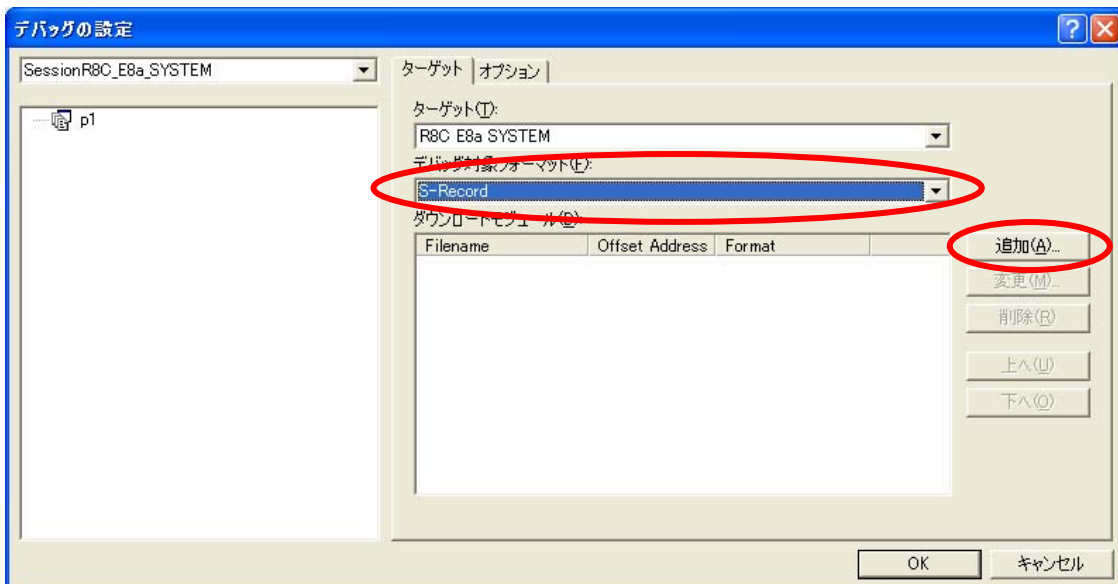 デバッグの設定
SessionR8C_E8a_SYSTEM
p1
ターゲット オプション
ターゲット(T):
R8C E8a SYSTEM
デバッグ対象フォーマット(F):
S-Record
ダウンロードモジュール(D):
Filename Offset Address Format
追加(A)...
変更(M)...
削除(R)
上へ(U)
下へ(O)
OK キャンセル